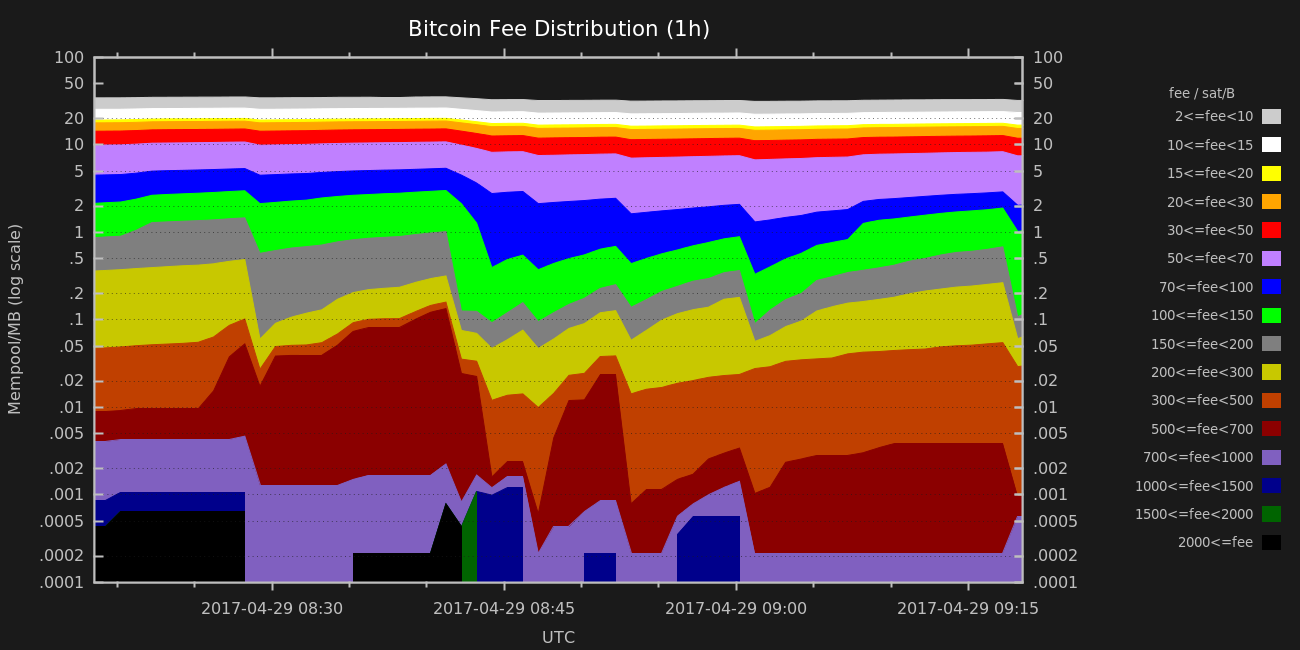 Bitcoin Fee Distribution (1h)
100 100
50 50
20 20
10 10
5 5
2 2
1 1
.5 .5
.2 .2
.1 .1
.05 .05
.02 .02
.01 .01
.005 .005
.002 .002
.001 .001
.0005 .0005
.0002 .0002
.0001 .0001
Mempool/MB (log scale)
2017-04-29 08:30 2017-04-29 08:45 2017-04-29 09:00 2017-04-29 09:15
UTC
fee / sat/B
2<=fee<10
10<=fee<15
15<=fee<20
20<=fee<30
30<=fee<50
50<=fee<70
70<=fee<100
100<=fee<150
150<=fee<200
200<=fee<300
300<=fee<500
500<=fee<700
700<=fee<1000
1000<=fee<1500
1500<=fee<2000
2000<=fee